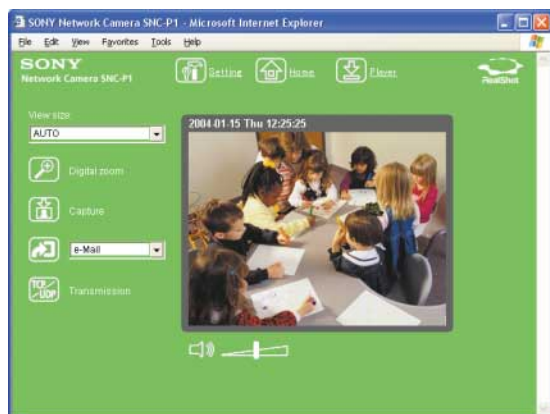 SONY Network Camera SNC-P1 - Microsoft Internet Explorer
File Edit View Favorites Tools Help
SONY
Network Camera SNC-P1
Setting Home Player
RealShot
View size:
AUTO
2004-01-15 Thu 12:25:25
Digital zoom
Capture
e-Mail
TCP/UDP Transmission